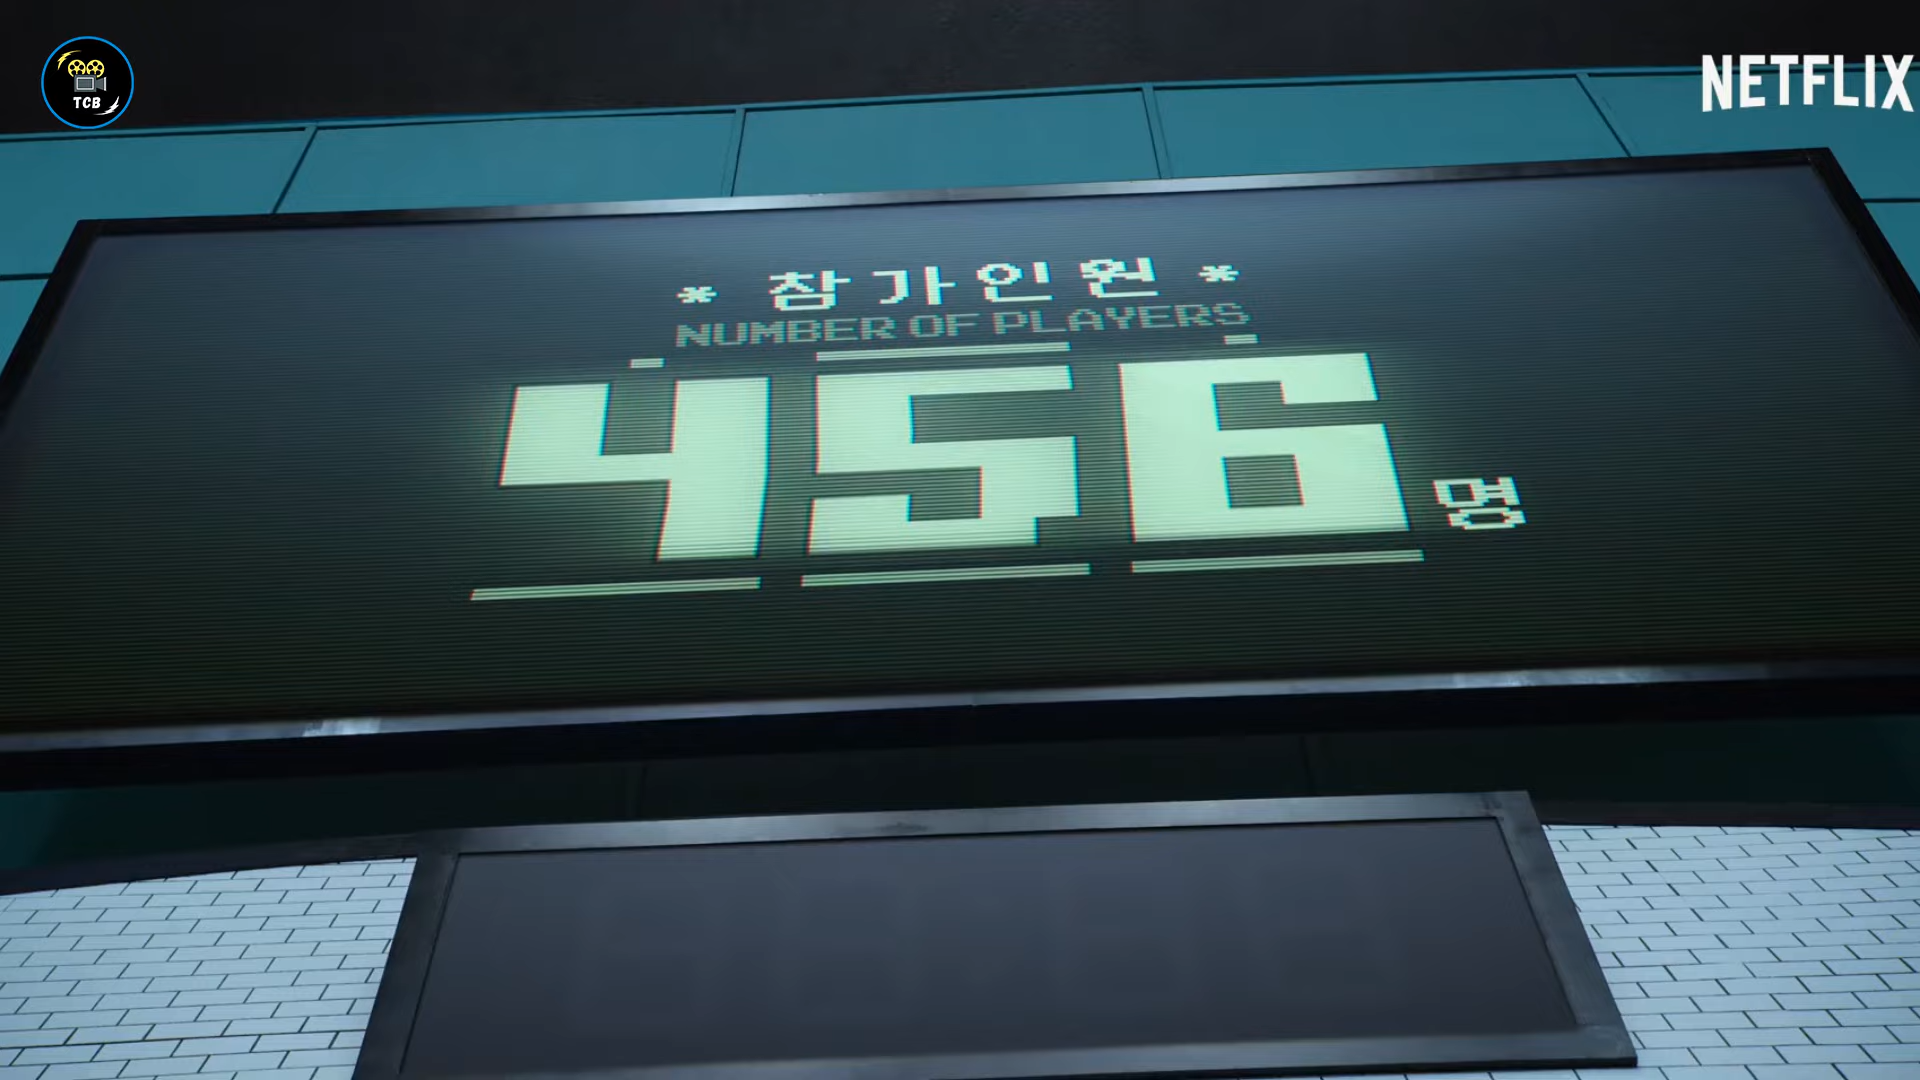 TCB
NETFLIX
* 참가인원 *
NUMBER OF PLAYERS
456 명